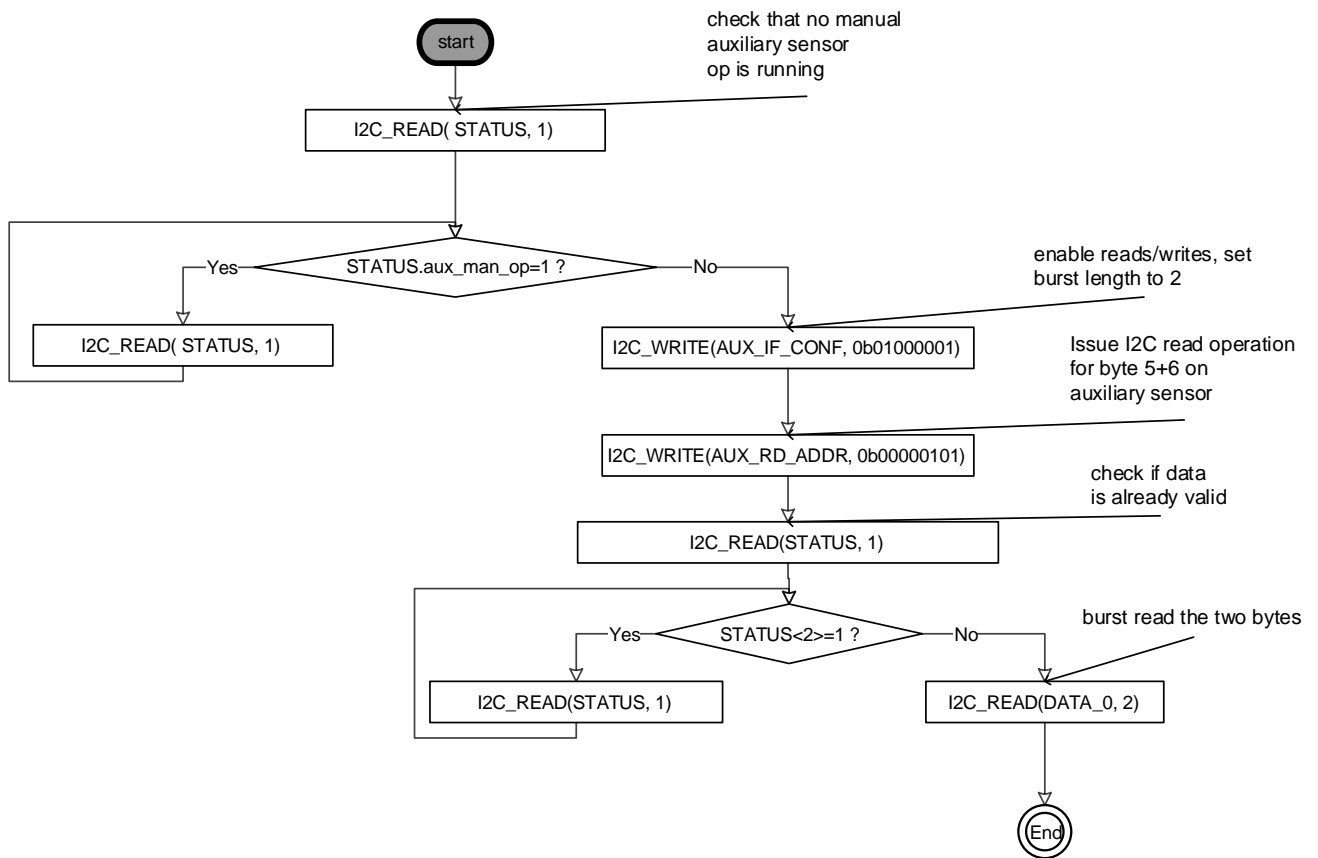 check that no manual
auxiliary sensor
op is running
start
I2C_READ( STATUS, 1)
STATUS.aux_man_op=1 ?
Yes
No
I2C_READ( STATUS, 1)
enable reads/writes, set
burst length to 2
I2C_WRITE(AUX_IF_CONF, 0b01000001)
Issue I2C read operation
for byte 5+6 on
auxiliary sensor
I2C_WRITE(AUX_RD_ADDR, 0b00000101)
check if data
is already valid
I2C_READ(STATUS, 1)
STATUS<2>=1 ?
Yes
No
I2C_READ(STATUS, 1)
burst read the two bytes
I2C_READ(DATA_0, 2)
End